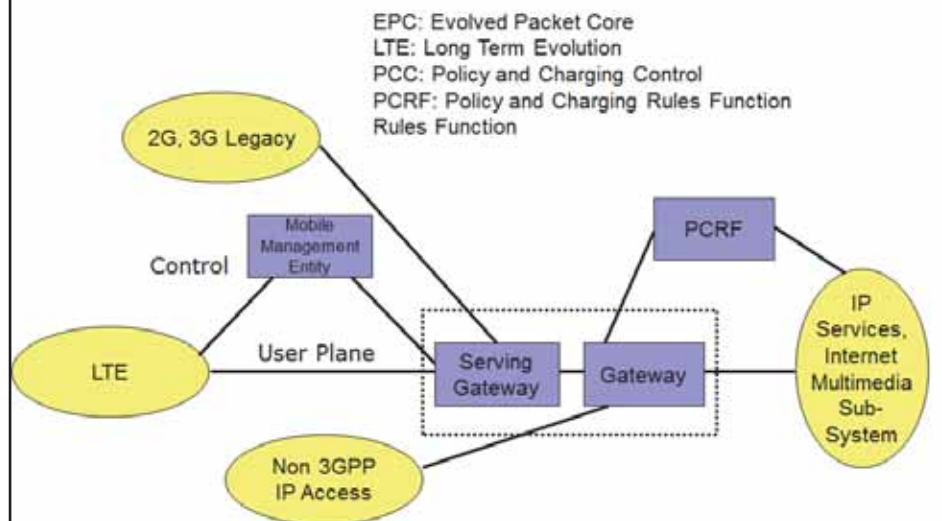 EPC: Evolved Packet Core
LTE: Long Term Evolution
PCC: Policy and Charging Control
PCRF: Policy and Charging Rules Function
Rules Function
2G, 3G Legacy
Mobile
Management
Entity
PCRF
Control
IP
Services,
Internet
Multimedia
Sub-
System
User Plane
LTE
Serving
Gateway
Gateway
Non 3GPP
IP Access